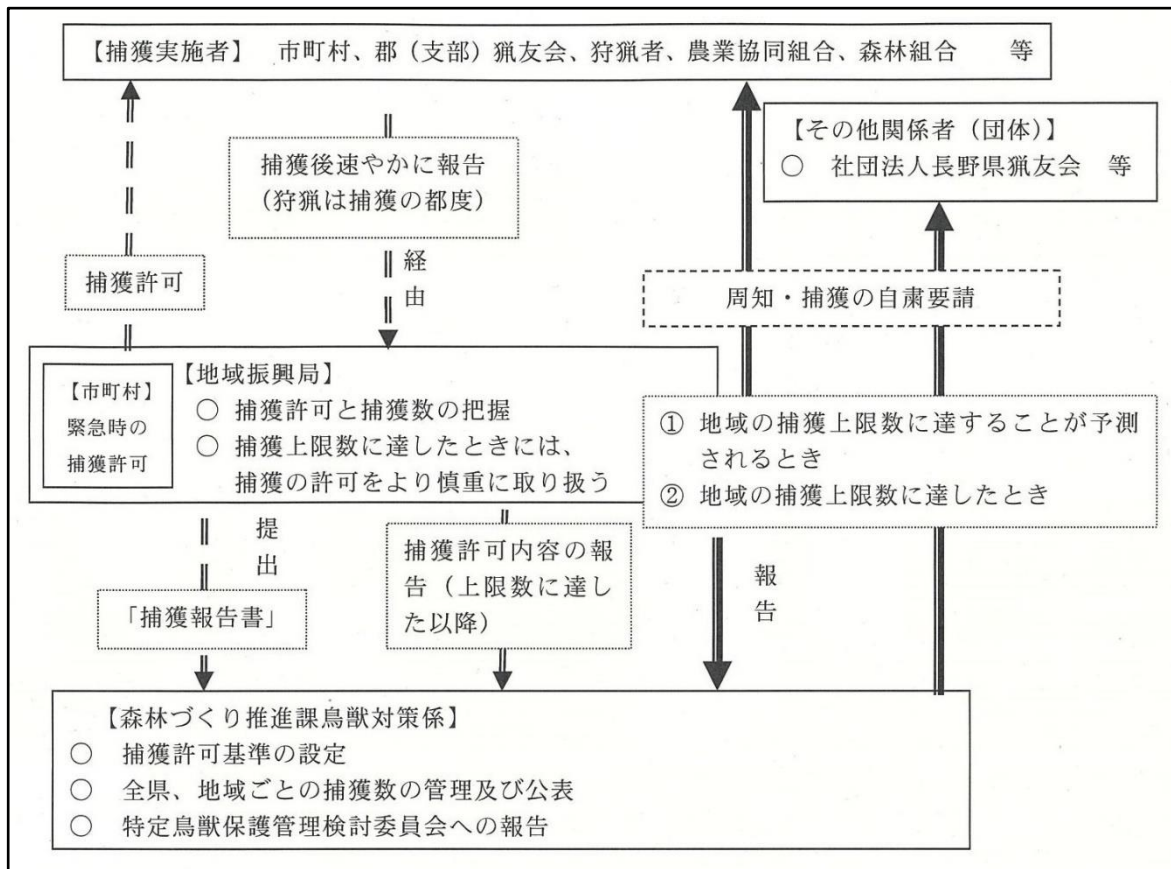 【捕獲実施者】 市町村、郡（支部）猟友会、狩猟者、農業協同組合、森林組合 等
【その他関係者（団体）】
○ 社団法人長野県猟友会 等
捕獲後速やかに報告
（狩猟は捕獲の都度）
経由
捕獲許可
周知・捕獲の自粛要請
【市町村】
緊急時の
捕獲許可
【地域振興局】
○ 捕獲許可と捕獲数の把握
○ 捕獲上限数に達したときには、
捕獲の許可をより慎重に取り扱う
① 地域の捕獲上限数に達することが予測
されるとき
② 地域の捕獲上限数に達したとき
提出
「捕獲報告書」
捕獲許可内容の報
告（上限数に達し
た以降）
報告
【森林づくり推進課鳥獣対策係】
○ 捕獲許可基準の設定
○ 全県、地域ごとの捕獲数の管理及び公表
○ 特定鳥獣保護管理検討委員会への報告